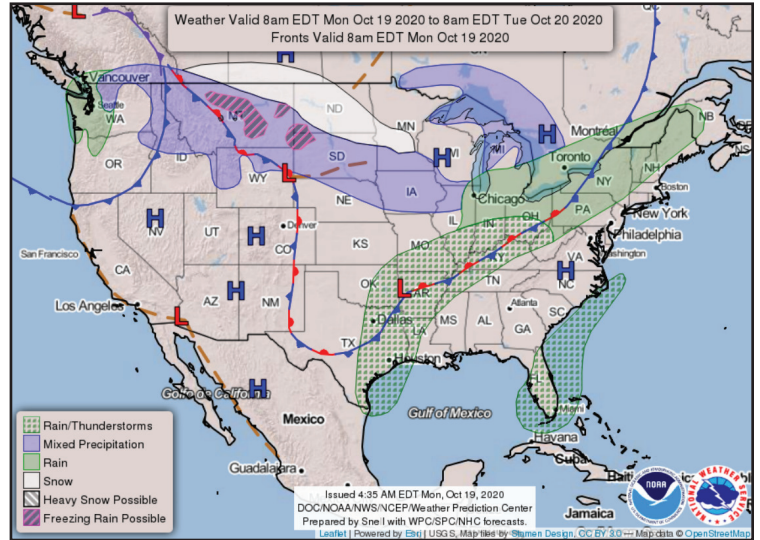 Weather Valid 8am EDT Mon Oct 19 2020 to 8am EDT Tue Oct 20 2020
Fronts Valid 8am EDT Mon Oct 19 2020
QC
L
Vancouver
H
Seattle
WA
MT
ND
MN
Montréal
NB
NS
OR
ID
WY
L
SD
WI
H
MI
H
Toronto
NH
Boston
NE
IA
Chicago
NY
New York
H
NV
UT
H
Denver
CO
KS
IL
IN
OH
PA
Philadelphia
Washington
San Francisco
CA
MO
KY
VA
H
NC
Los Angeles
L
AZ
H
NM
OK
L
AR
TN
Atlanta
SC
Dallas
TX
LA
MS
AL
GA
Houston
FL
Golfo de California
H
Mexico
Gulf of Mexico
Miami
Havana
Cuba
Guadalajara
Jamaica
Rain/Thunderstorms
Mixed Precipitation
Rain
Snow
Heavy Snow Possible
Freezing Rain Possible
Issued 4:35 AM EDT Mon, Oct 19, 2020
DOC/NOAA/NWS/NCEP/Weather Prediction Center
Prepared by Snell with WPC/SPC/NHC forecasts.
NOAA
NATIONAL WEATHER SERVICE
Leaflet | Powered by Esri | USGS, Map tiles by Stamen Design, CC BY 3.0 -- Map data © OpenStreetMap